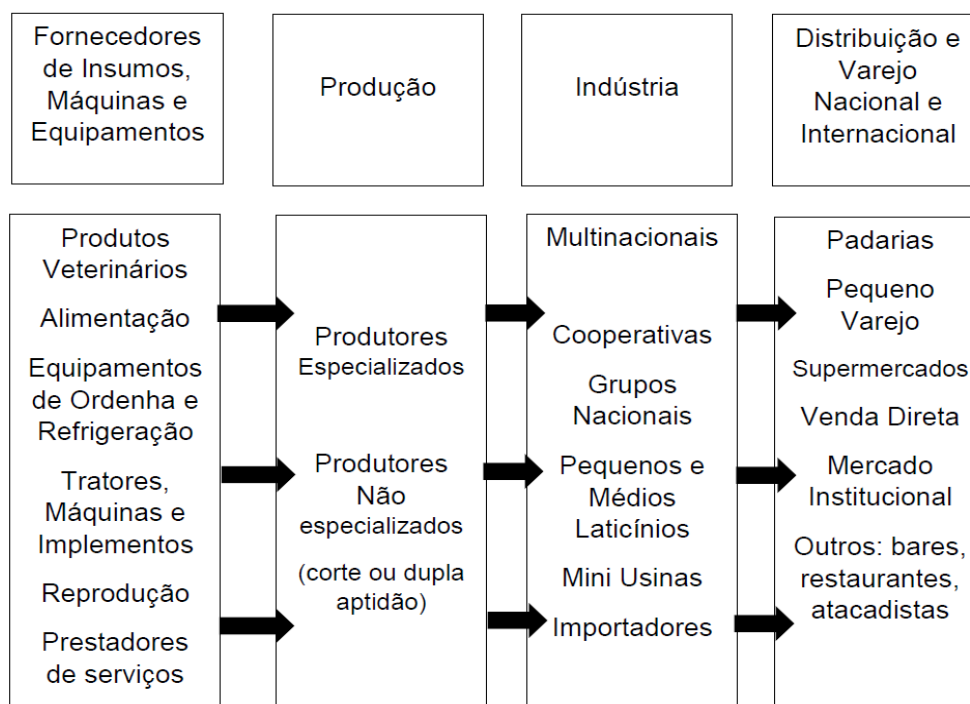 Fornecedores
de Insumos,
Máquinas e
Equipamentos
Produção
Indústria
Distribuição e
Varejo
Nacional e
Internacional
Produtos
Veterinários
Alimentação
Equipamentos
de Ordenha e
Refrigeração
Tratores,
Máquinas e
Implementos
Reprodução
Prestadores
de serviços
Produtores
Especializados
Produtores
Não
especializados
(corte ou dupla
aptidão)
Multinacionais
Cooperativas
Grupos
Nacionais
Pequenos e
Médios
Laticínios
Mini Usinas
Importadores
Padarias
Pequeno
Varejo
Supermercados
Venda Direta
Mercado
Institucional
Outros: bares,
restaurantes,
atacadistas